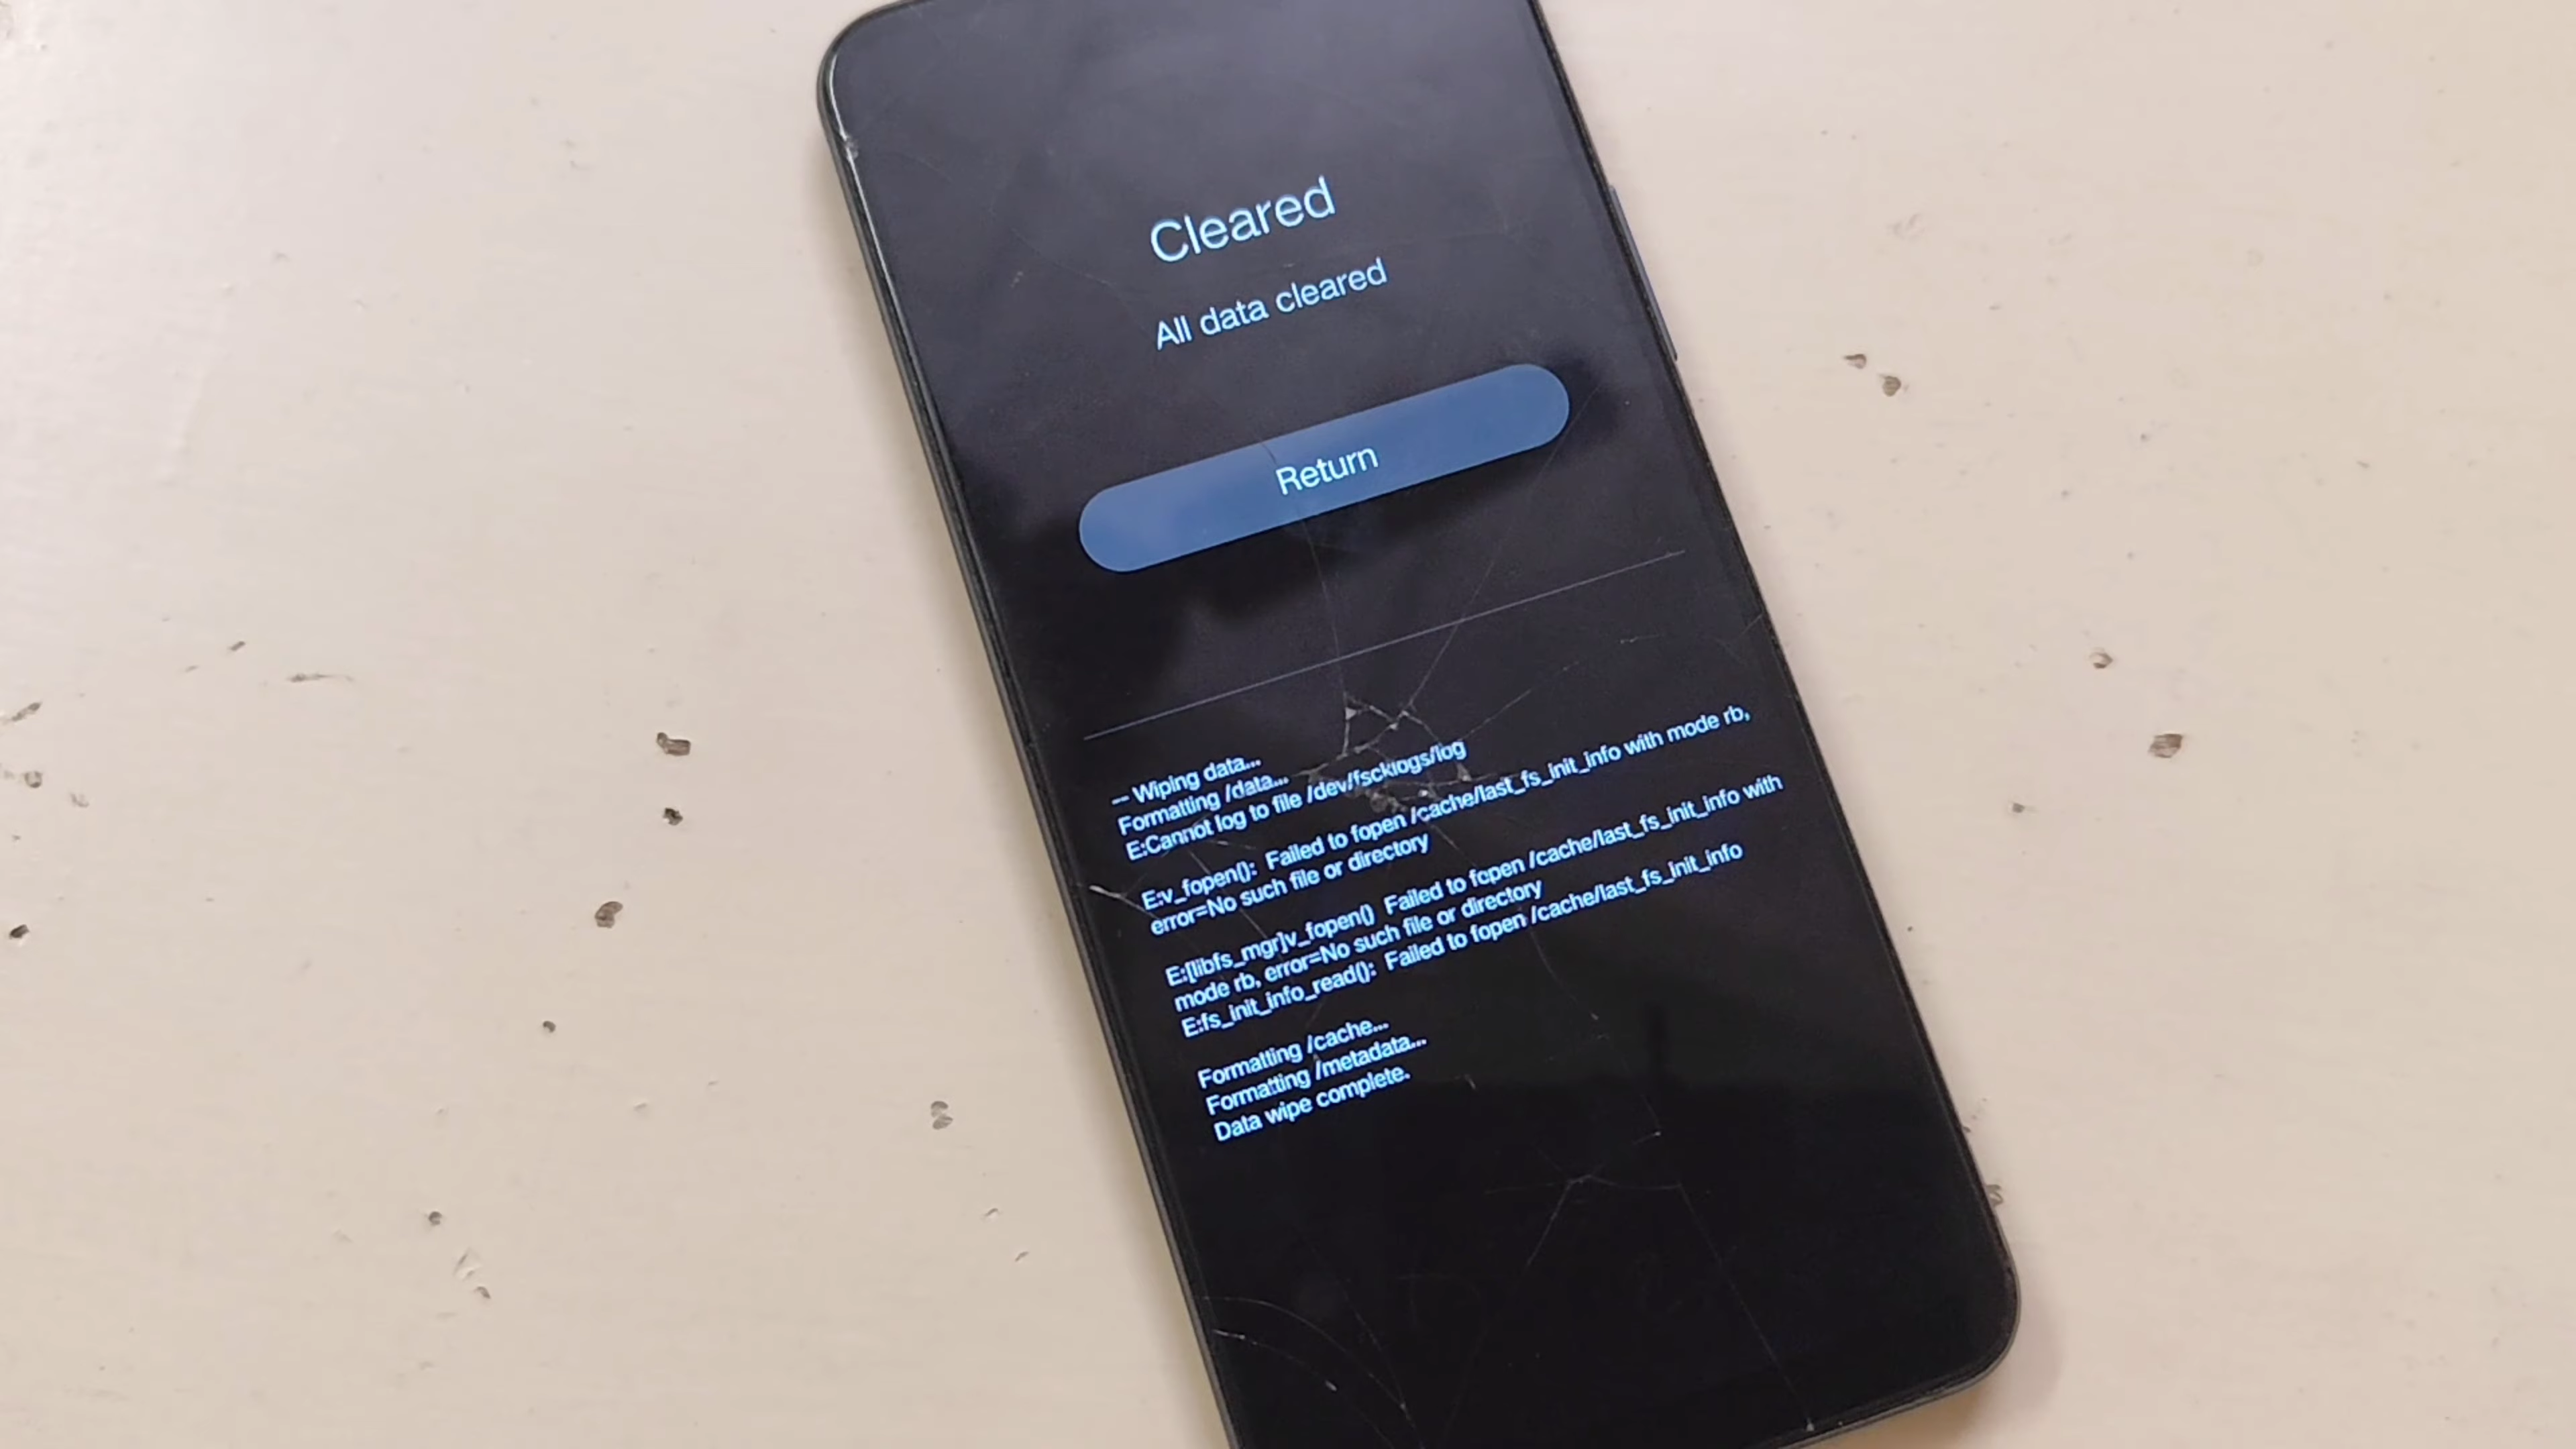 Cleared
All data cleared
Return
-- Wiping data...
Formatting /data...
E:Cannot log to file /dev/fscklogs/log
E:v_fopen(): Failed to fopen /cache/last_fs_init_info with mode rb,
error=No such file or directory
E:[libfs_mgr]v_fopen() Failed to fopen /cache/last_fs_init_info with
mode rb, error=No such file or directory
E:fs_init_info_read(): Failed to fopen /cache/last_fs_init_info
Formatting /cache...
Formatting /metadata...
Data wipe complete.